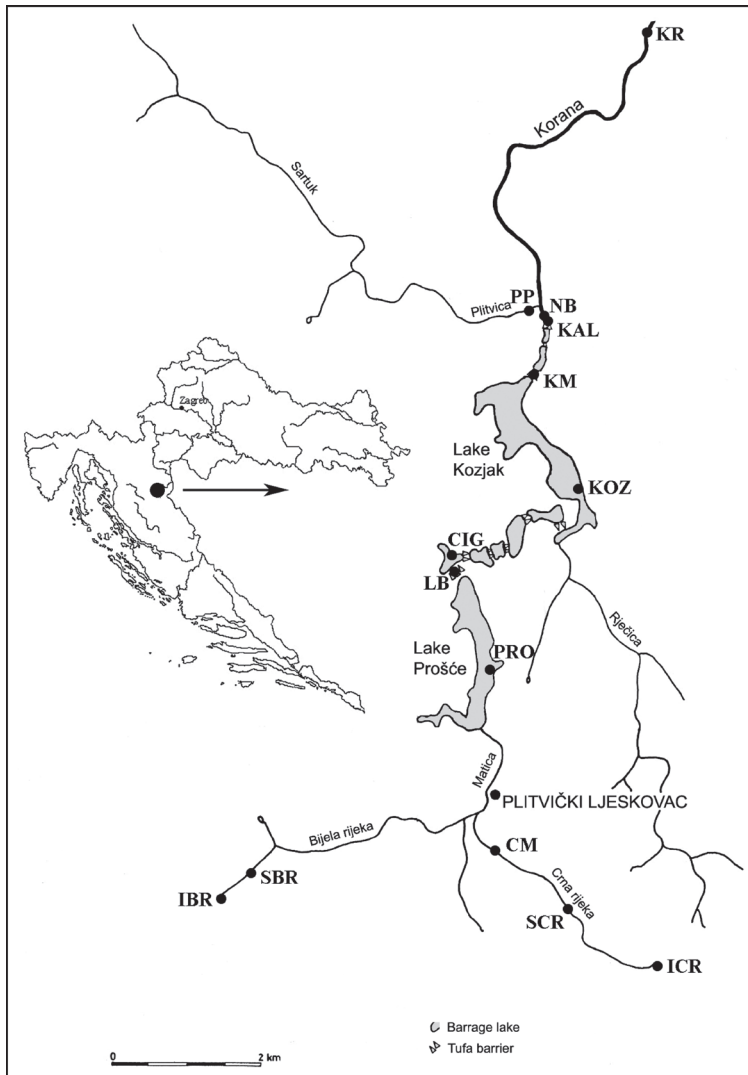 KR
Korana
Sartuk
PP
NB
Plitvica
KAL
KM
Zagreb
Lake
Kozjak
KOZ
CIG
LB
Rječica
Lake
Prošće
PRO
Matica
PLITVIČKI LJESKOVAC
Bijela rijeka
CM
SBR
Crna rijeka
IBR
SCR
ICR
Barrage lake
Tufa barrier
0 2 km